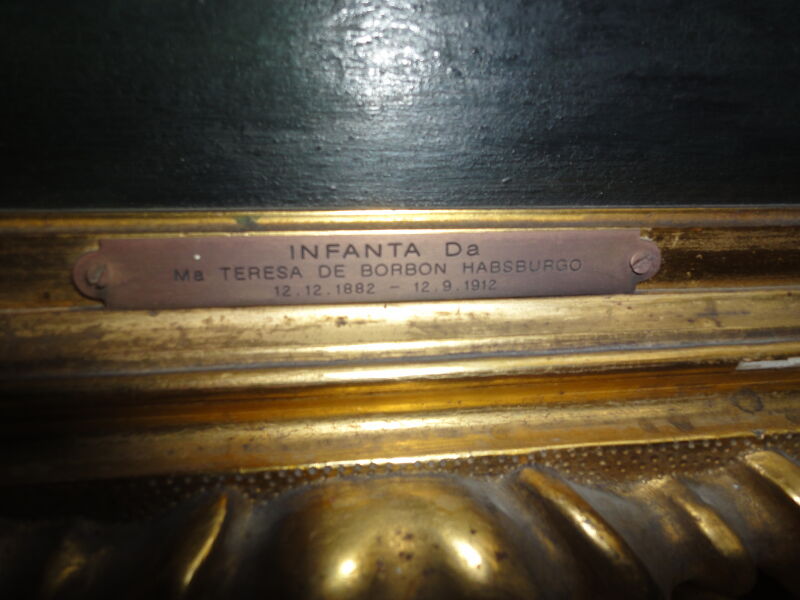 INFANTA Da
Ma TERESA DE BORBON HABSBURGO
12.12.1882 - 12.9.1912